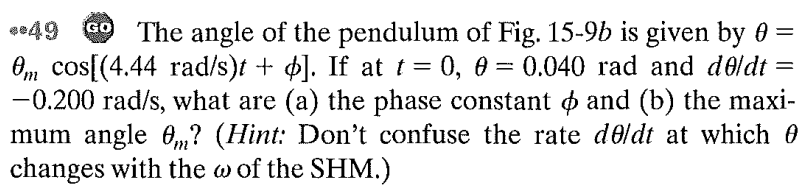 ••49 GO The angle of the pendulum of Fig. 15-9b is given by θ =
θm cos[(4.44 rad/s)t + ϕ]. If at t = 0, θ = 0.040 rad and dθ/dt =
−0.200 rad/s, what are (a) the phase constant ϕ and (b) the maxi-
mum angle θm? (Hint: Don't confuse the rate dθ/dt at which θ
changes with the ω of the SHM.)